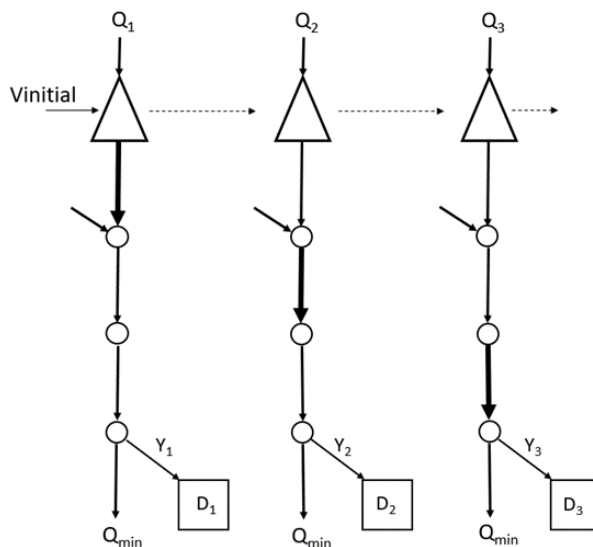 Q1 Q2 Q3
Vinitial
Y1 Y2 Y3
D1 D2 D3
Qmin Qmin Qmin